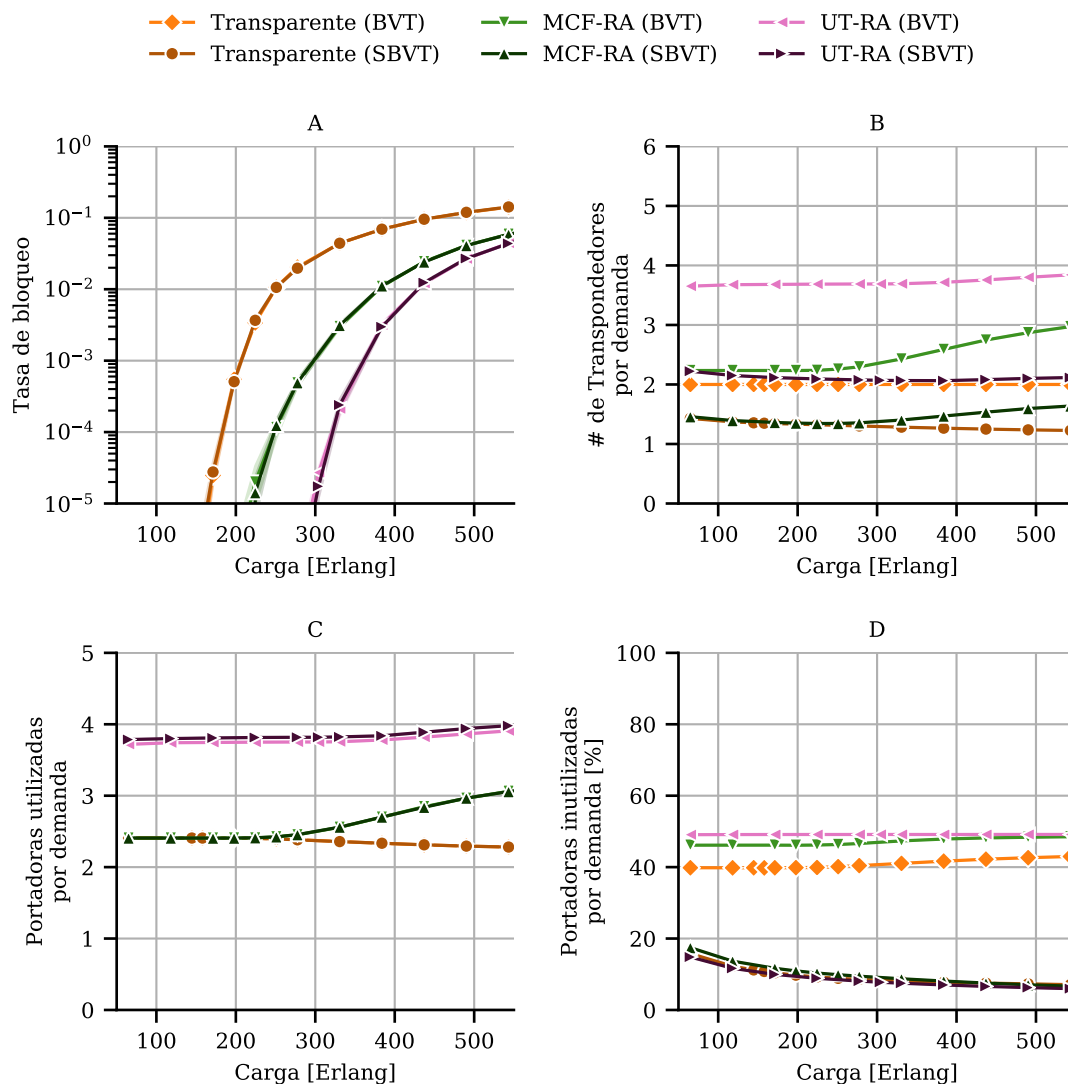 Transparente (BVT) MCF-RA (BVT) UT-RA (BVT)
Transparente (SBVT) MCF-RA (SBVT) UT-RA (SBVT)
A
10⁰
10⁻¹
10⁻²
10⁻³
10⁻⁴
10⁻⁵
Tasa de bloqueo
100 200 300 400 500
Carga [Erlang]
B
6
5
4
3
2
1
0
# de Transpondedores
por demanda
100 200 300 400 500
Carga [Erlang]
C
5
4
3
2
1
0
Portadoras utilizadas
por demanda
100 200 300 400 500
Carga [Erlang]
D
100
80
60
40
20
0
Portadoras inutilizadas
por demanda [%]
100 200 300 400 500
Carga [Erlang]